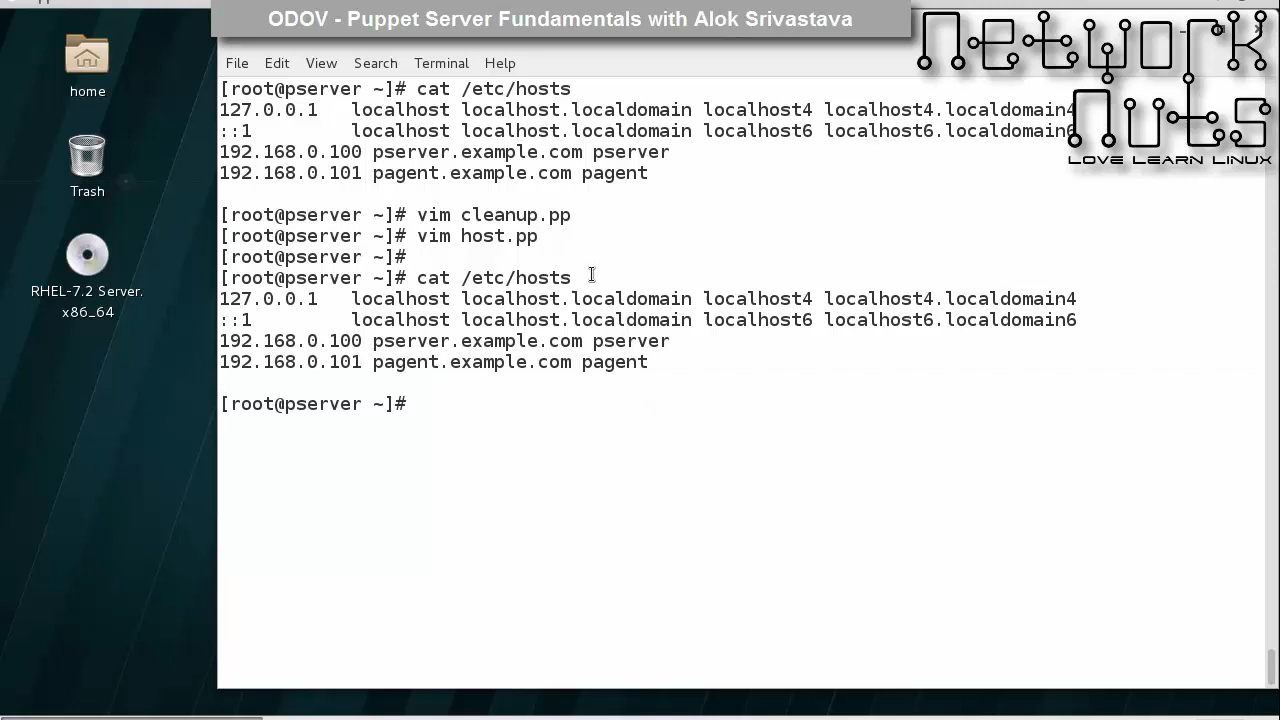 ODOV - Puppet Server Fundamentals with Alok Srivastava
Network
Nuts
LOVE LEARN LINUX
home
Trash
RHEL-7.2 Server.
x86_64
File Edit View Search Terminal Help
[root@pserver ~]# cat /etc/hosts
127.0.0.1   localhost localhost.localdomain localhost4 localhost4.localdomain4
::1         localhost localhost.localdomain localhost6 localhost6.localdomain6
192.168.0.100 pserver.example.com pserver
192.168.0.101 pagent.example.com pagent
[root@pserver ~]# vim cleanup.pp
[root@pserver ~]# vim host.pp
[root@pserver ~]#
[root@pserver ~]# cat /etc/hosts
127.0.0.1   localhost localhost.localdomain localhost4 localhost4.localdomain4
::1         localhost localhost.localdomain localhost6 localhost6.localdomain6
192.168.0.100 pserver.example.com pserver
192.168.0.101 pagent.example.com pagent
[root@pserver ~]#